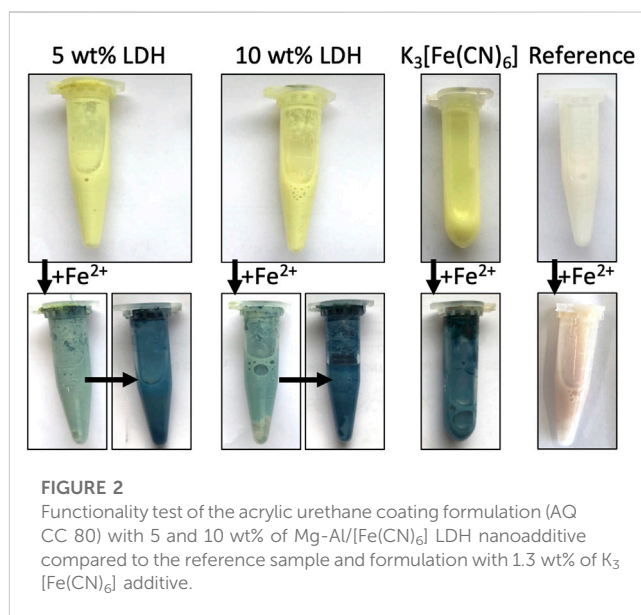 5 wt% LDH 10 wt% LDH K₃[Fe(CN)₆] Reference
+Fe²⁺ +Fe²⁺ +Fe²⁺ +Fe²⁺
FIGURE 2
Functionality test of the acrylic urethane coating formulation (AQ
CC 80) with 5 and 10 wt% of Mg-Al/[Fe(CN)₆] LDH nanoadditive
compared to the reference sample and formulation with 1.3 wt% of K₃
[Fe(CN)₆] additive.